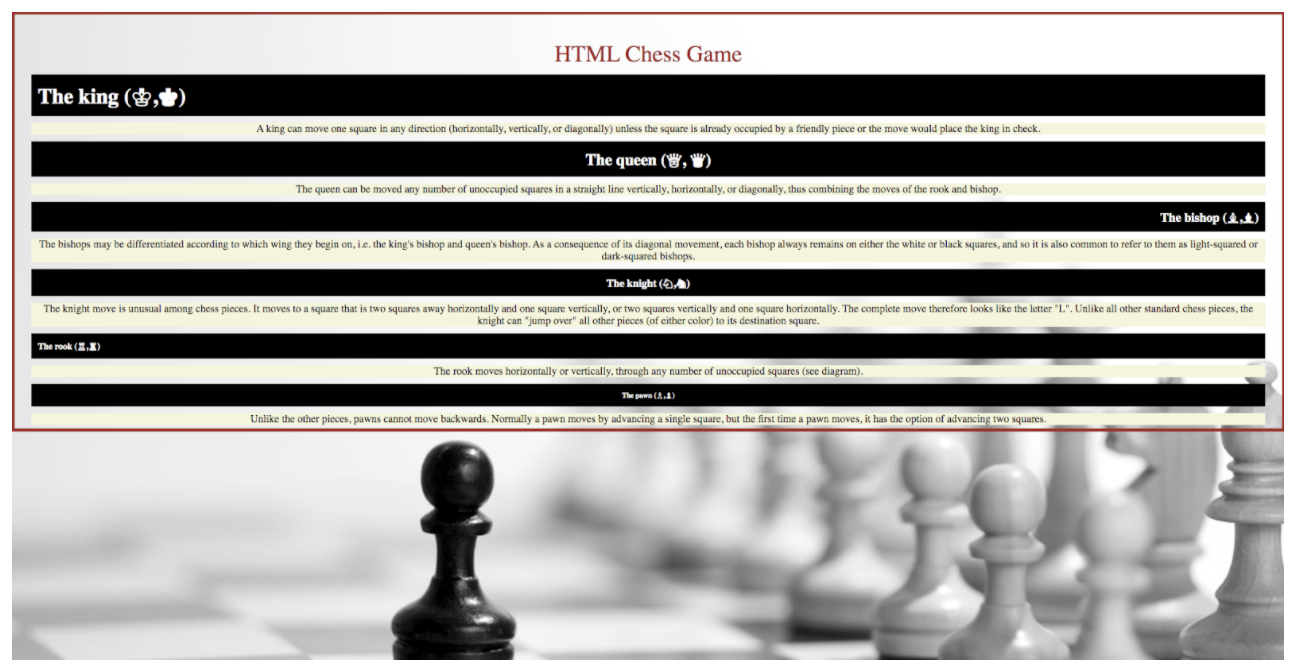 HTML Chess Game
The king (♔,♚)
A king can move one square in any direction (horizontally, vertically, or diagonally) unless the square is already occupied by a friendly piece or the move would place the king in check.
The queen (♕, ♛)
The queen can be moved any number of unoccupied squares in a straight line vertically, horizontally, or diagonally, thus combining the moves of the rook and bishop.
The bishop (♗,♝)
The bishops may be differentiated according to which wing they begin on, i.e. the king's bishop and queen's bishop. As a consequence of its diagonal movement, each bishop always remains on either the white or black squares, and so it is also common to refer to them as light-squared or
dark-squared bishops.
The knight (♘,♞)
The knight move is unusual among chess pieces. It moves to a square that is two squares away horizontally and one square vertically, or two squares vertically and one square horizontally. The complete move therefore looks like the letter "L". Unlike all other standard chess pieces, the
knight can "jump over" all other pieces (of either color) to its destination square.
The rook (♖,♜)
The rook moves horizontally or vertically, through any number of unoccupied squares (see diagram).
The pawn (♙,♟)
Unlike the other pieces, pawns cannot move backwards. Normally a pawn moves by advancing a single square, but the first time a pawn moves, it has the option of advancing two squares.